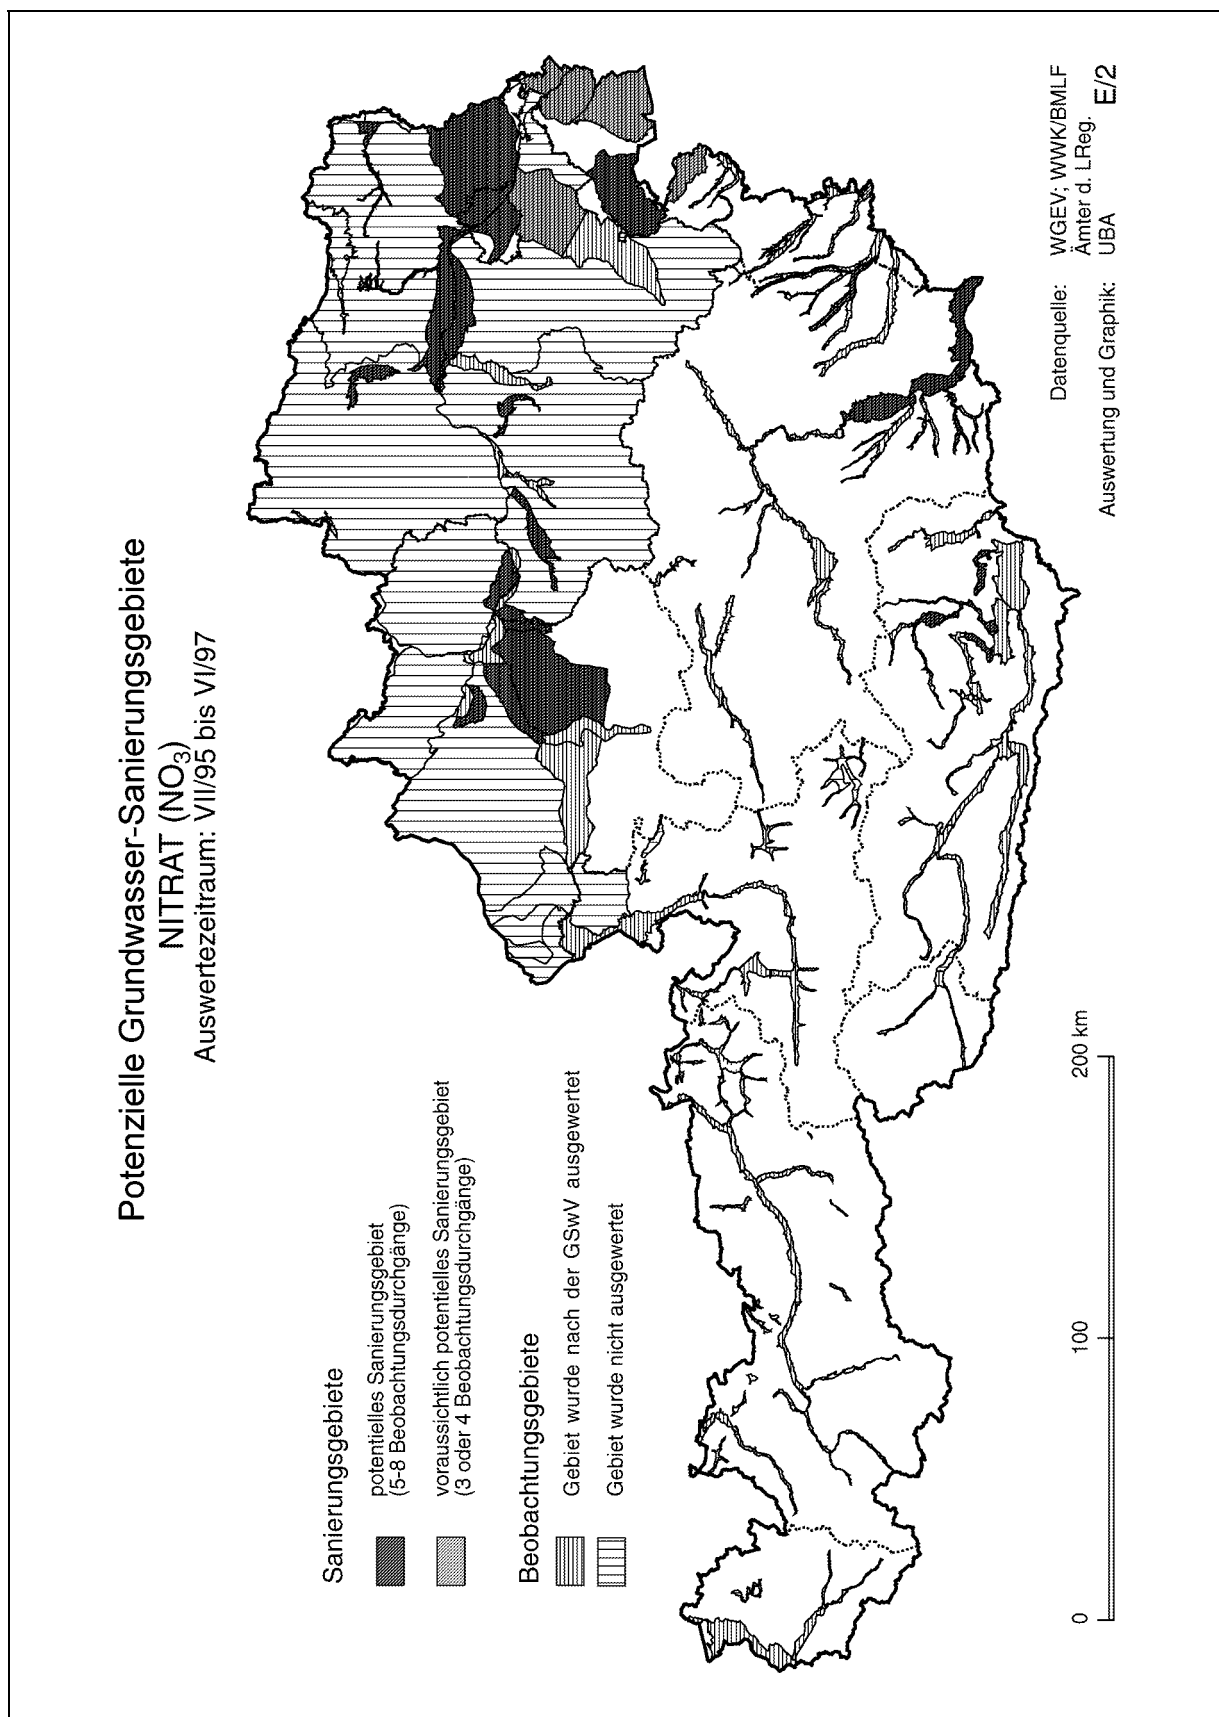 Potenzielle Grundwasser-Sanierungsgebiete
NITRAT (NO3)
Auswertezeitraum: VII/95 bis VI/97
Sanierungsgebiete
potentielles Sanierungsgebiet
(5-8 Beobachtungsdurchgänge)
voraussichtlich potentielles Sanierungsgebiet
(3 oder 4 Beobachtungsdurchgänge)
Beobachtungsgebiete
Gebiet wurde nach der GSwV ausgewertet
Gebiet wurde nicht ausgewertet
0 100 200 km
Datenquelle: WGEV; WWK/BMLF
Ämter d. LReg.
Auswertung und Graphik: UBA E/2